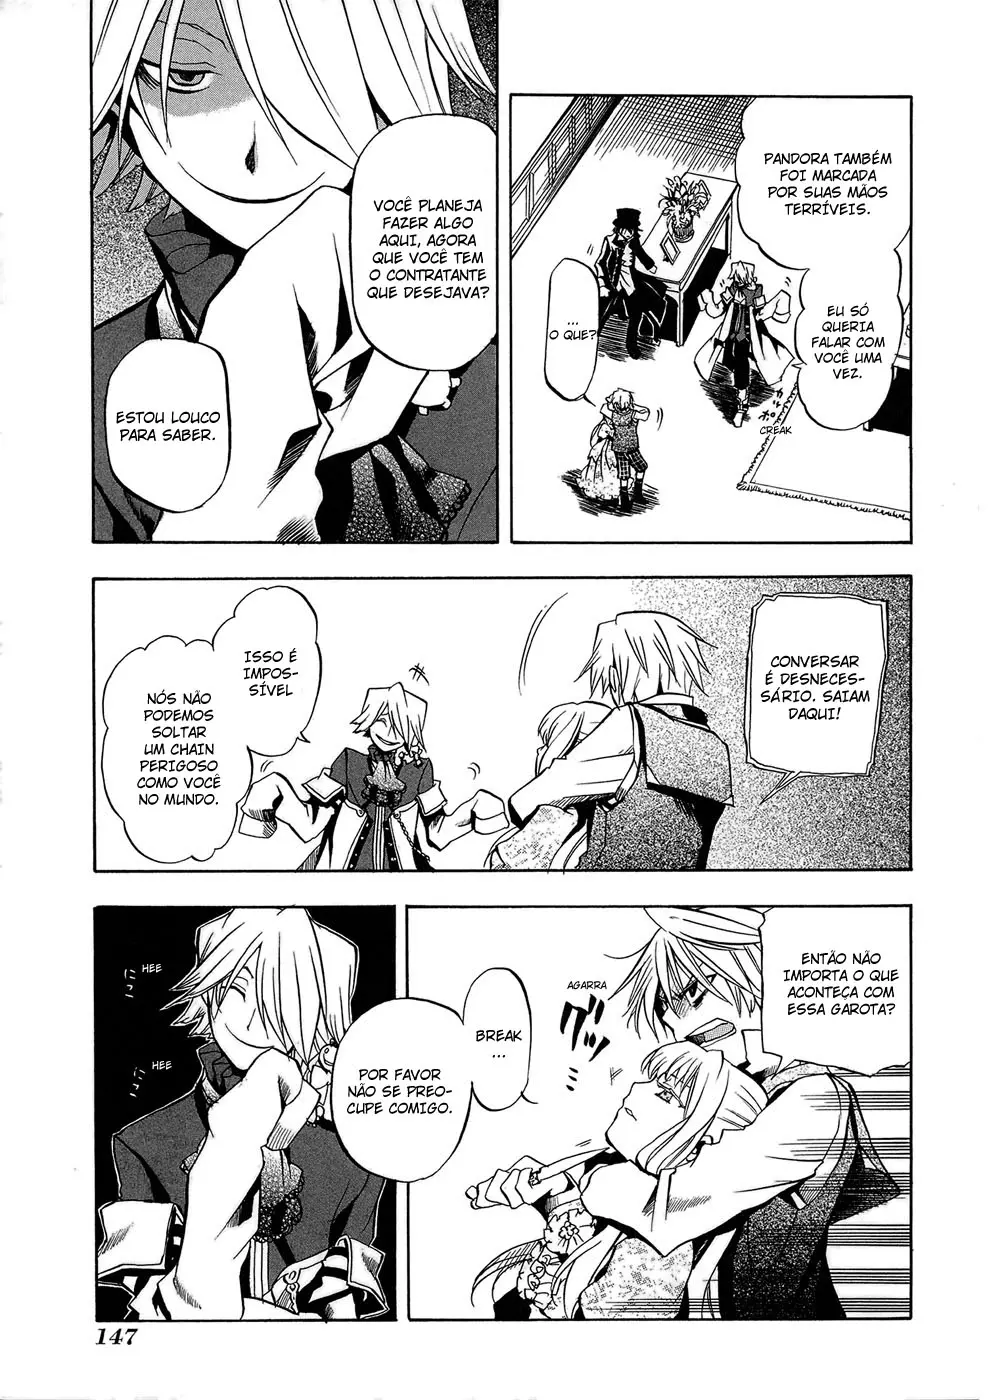 PANDORA TAMBÉM
FOI MARCADA
POR SUAS MÃOS
TERRÍVEIS.
EU SÓ
QUERIA
FALAR COM
VOCÊ UMA
VEZ.
...
O QUE?
CREAK
VOCÊ PLANEJA
FAZER ALGO
AQUI, AGORA
QUE VOCÊ TEM
O CONTRATANTE
QUE DESEJAVA?
ESTOU LOUCO
PARA SABER.
CONVERSAR
É DESNECES-
SÁRIO. SAIAM
DAQUI!
ISSO É
IMPOS-
SÍVEL
NÓS NÃO
PODEMOS
SOLTAR
UM CHAIN
PERIGOSO
COMO VOCÊ
NO MUNDO.
ENTÃO NÃO
IMPORTA O QUE
ACONTEÇA COM
ESSA GAROTA?
AGARRA
BREAK
...
POR FAVOR
NÃO SE PREO-
CUPE COMIGO.
HEE
HEE
147